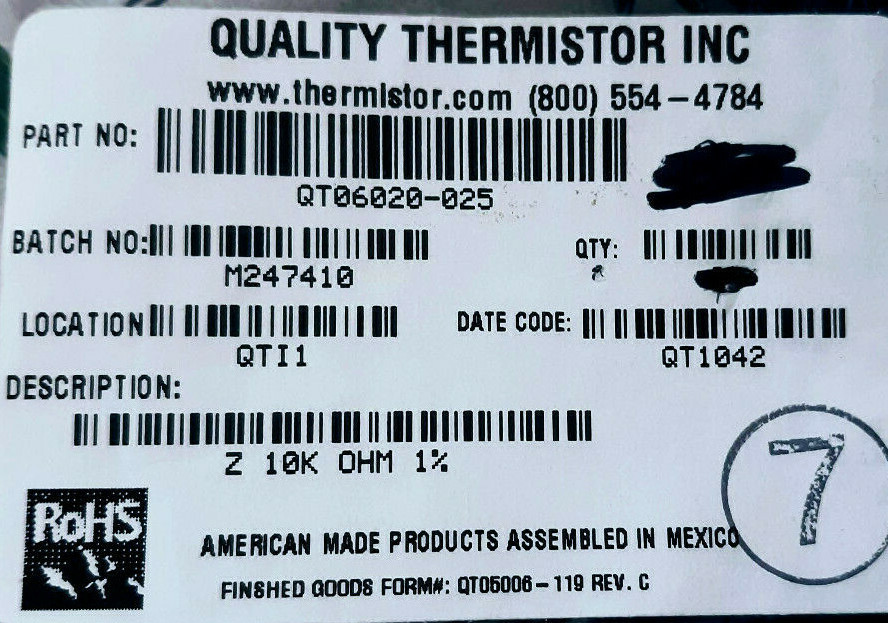 QUALITY THERMISTOR INC
www.thermistor.com (800) 554-4784
PART NO:
QT06020-025
BATCH NO:
M247410
QTY:
LOCATION
QTI1
DATE CODE:
QT1042
DESCRIPTION:
Z 10K OHM 1%
RoHS
7
AMERICAN MADE PRODUCTS ASSEMBLED IN MEXICO
FINSHED GOODS FORM#: QT05006-119 REV. C